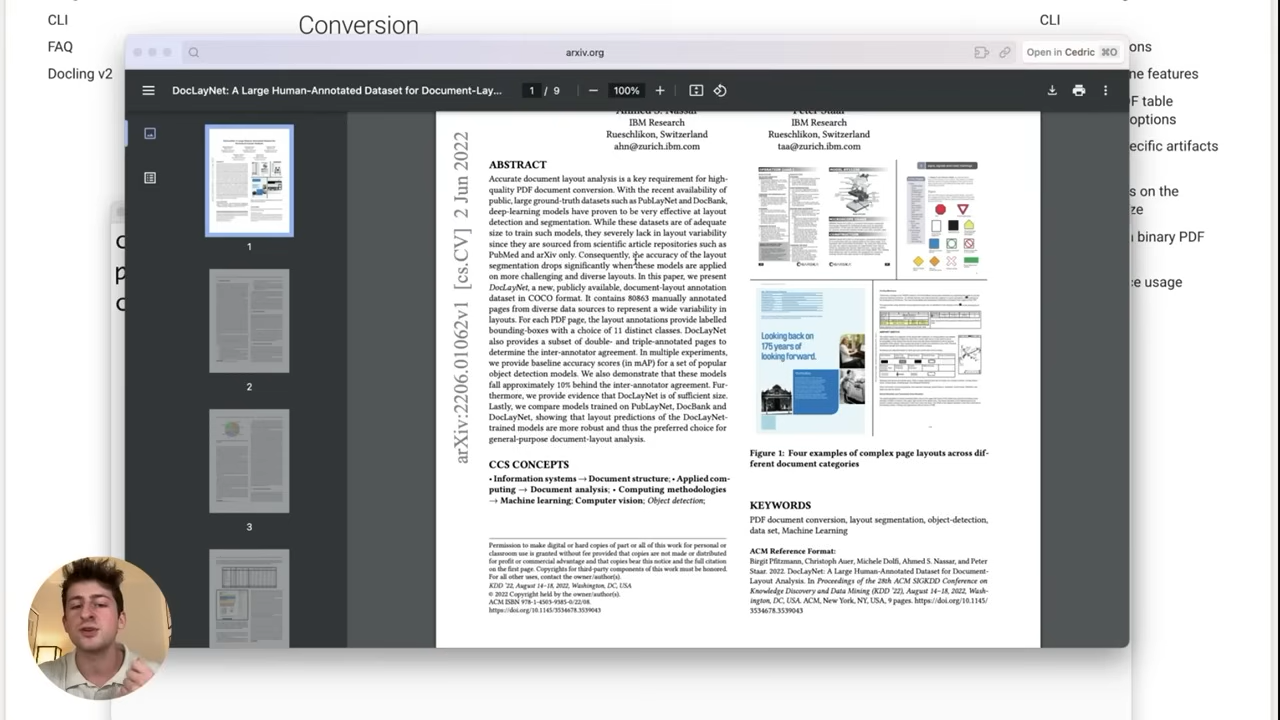 CLI
FAQ
Docling v2
Conversion
CLI
arxiv.org
Open in Cedric ⌘O
DocLayNet: A Large Human-Annotated Dataset for Document-Lay...
1 / 9
100%
1
2
3
IBM Research
Rueschlikon, Switzerland
ahn@zurich.ibm.com
IBM Research
Rueschlikon, Switzerland
taa@zurich.ibm.com
ABSTRACT
Accurate document layout analysis is a key requirement for high-
quality PDF document conversion. With the recent availability of
public, large ground-truth datasets such as PubLayNet and DocBank,
deep-learning models have proven to be very effective at layout
detection and segmentation. While these datasets are of adequate
size to train such models, they severely lack in layout variability
since they are sourced from scientific article repositories such as
PubMed and arXiv only. Consequently, the accuracy of the layout
segmentation drops significantly when these models are applied
on more challenging and diverse layouts. In this paper, we present
DocLayNet, a new, publicly available, document-layout annotation
dataset in COCO format. It contains 80863 manually annotated
pages from diverse data sources to represent a wide variability in
layouts. For each PDF page, the layout annotations provide labelled
bounding-boxes with a choice of 11 distinct classes. DocLayNet
also provides a subset of double- and triple-annotated pages to
determine the inter-annotator agreement. In multiple experiments,
we provide baseline accuracy scores (in mAP) for a set of popular
object detection models. We also demonstrate that these models
fall approximately 10% behind the inter-annotator agreement. Fur-
thermore, we provide evidence that DocLayNet is of sufficient size.
Lastly, we compare models trained on PubLayNet, DocBank and
DocLayNet, showing that layout predictions of the DocLayNet-
trained models are more robust and thus the preferred choice for
general-purpose document-layout analysis.
CCS CONCEPTS
• Information systems → Document structure; • Applied com-
puting → Document analysis; • Computing methodologies
→ Machine learning; Computer vision; Object detection;
Permission to make digital or hard copies of part or all of this work for personal or
classroom use is granted without fee provided that copies are not made or distributed
for profit or commercial advantage and that copies bear this notice and the full citation
on the first page. Copyrights for third-party components of this work must be honored.
For all other uses, contact the owner/author(s).
KDD '22, August 14–18, 2022, Washington, DC, USA
© 2022 Copyright held by the owner/author(s).
ACM ISBN 978-1-4503-9385-0/22/08.
https://doi.org/10.1145/3534678.3539043
Looking back on
175 years of
looking forward.
Figure 1: Four examples of complex page layouts across dif-
ferent document categories
KEYWORDS
PDF document conversion, layout segmentation, object-detection,
data set, Machine Learning
ACM Reference Format:
Birgit Pfitzmann, Christoph Auer, Michele Dolfi, Ahmed S. Nassar, and Peter
Staar. 2022. DocLayNet: A Large Human-Annotated Dataset for Document-
Layout Analysis. In Proceedings of the 28th ACM SIGKDD Conference on
Knowledge Discovery and Data Mining (KDD '22), August 14–18, 2022, Wash-
ington, DC, USA. ACM, New York, NY, USA, 9 pages. https://doi.org/10.1145/
3534678.3539043
ne features
F table
options
ecific artifacts
s on the
ze
binary PDF
ce usage